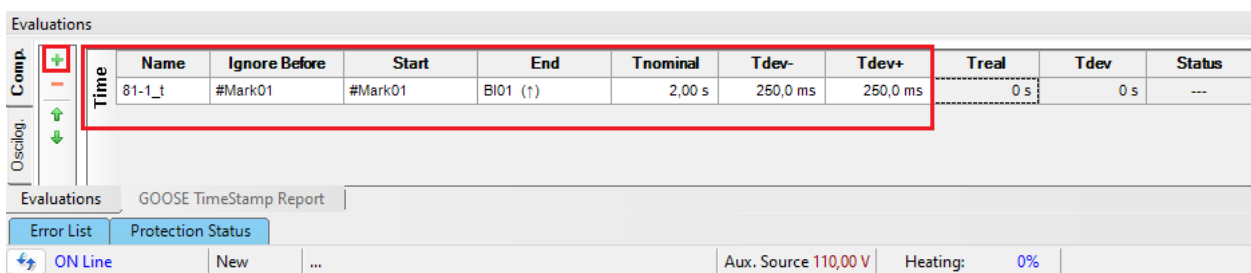 Evaluations
Comp.
Oscilog.
Time
Name Ignore Before Start End Tnominal Tdev- Tdev+ Treal Tdev Status
81-1_t #Mark01 #Mark01 BI01 (↑) 2,00 s 250,0 ms 250,0 ms 0 s 0 s ---
Evaluations GOOSE TimeStamp Report
Error List Protection Status
ON Line New ... Aux. Source 110,00 V Heating: 0%